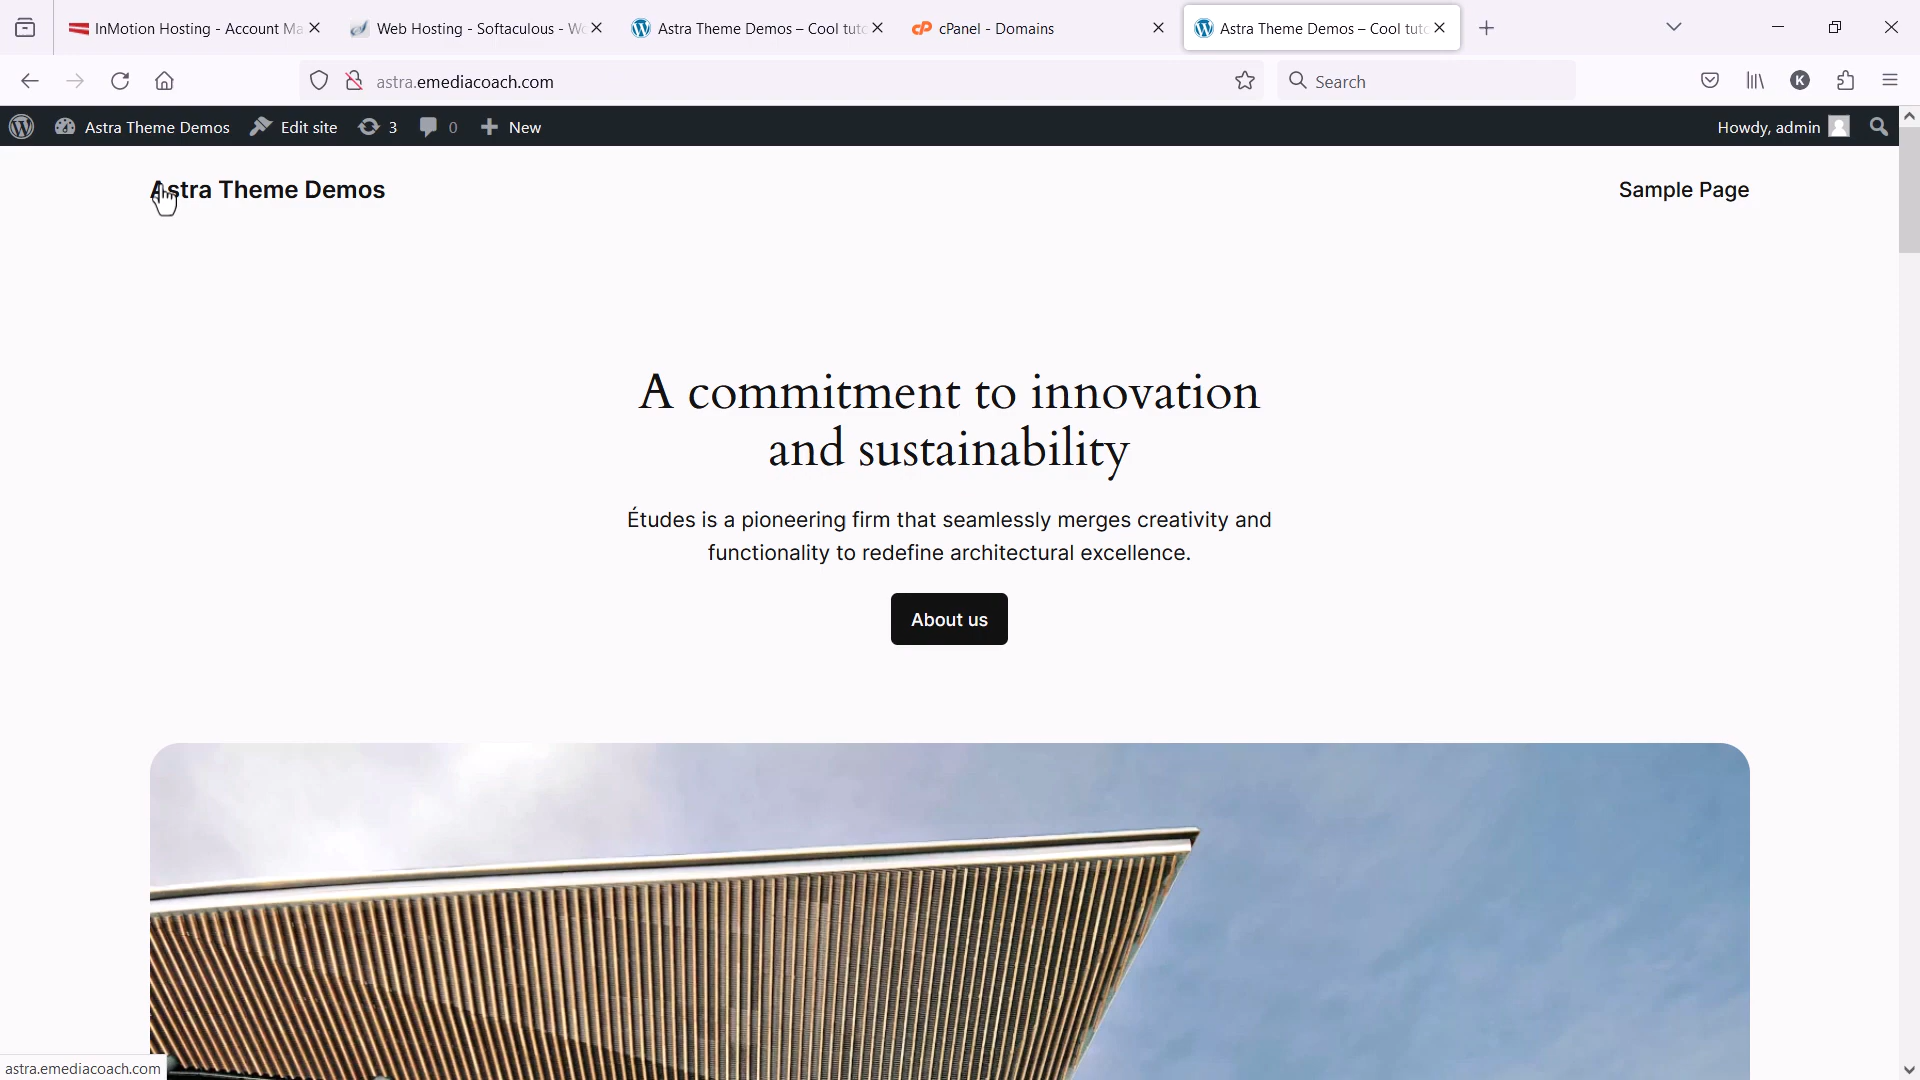 InMotion Hosting - Account Ma
Web Hosting - Softaculous - Wo
Astra Theme Demos – Cool tuto
cPanel - Domains
Astra Theme Demos – Cool tuto
astra.emediacoach.com
Search
K
Astra Theme Demos
Edit site
3
0
New
Howdy, admin
Astra Theme Demos
Sample Page
A commitment to innovation
and sustainability
Études is a pioneering firm that seamlessly merges creativity and
functionality to redefine architectural excellence.
About us
astra.emediacoach.com